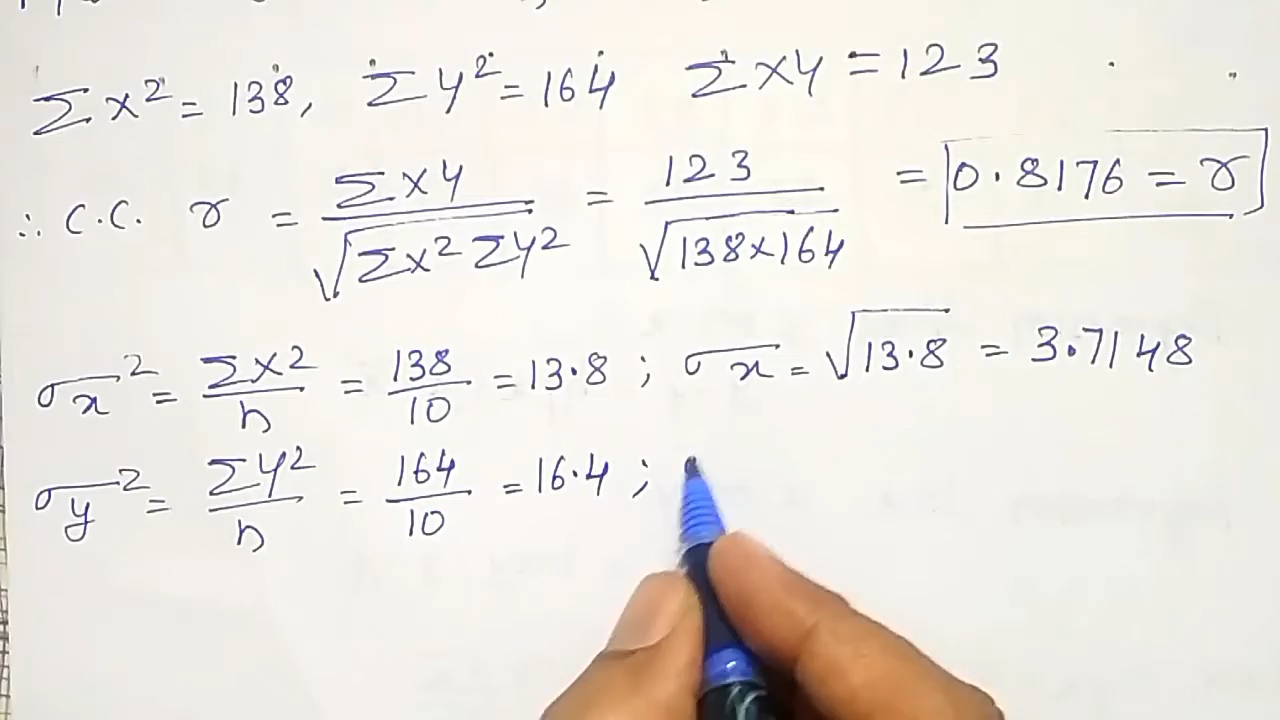 Σx² = 138, Σy² = 164 Σxy = 123
∴ C.C. r = Σxy / √(Σx² Σy²) = 123 / √(138×164) = 0.8176 = r
σx² = Σx² / n = 138 / 10 = 13.8 ; σx = √13.8 = 3.7148
σy² = Σy² / n = 164 / 10 = 16.4 ;